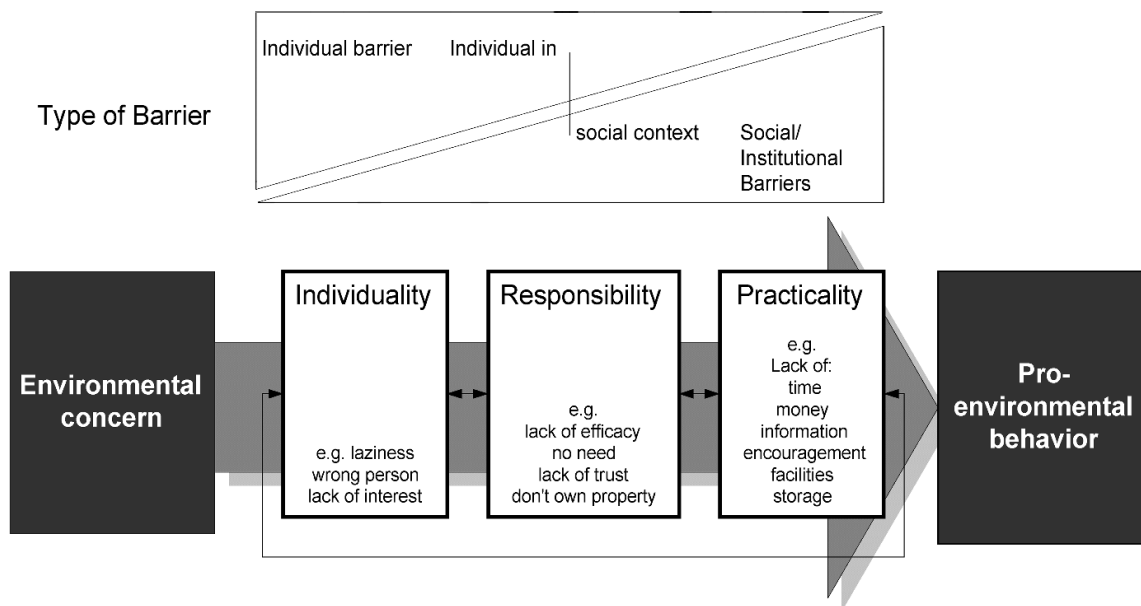 Individual barrier
Individual in
Type of Barrier
social context
Social/
Institutional
Barriers
Environmental
concern
Individuality
e.g. laziness
wrong person
lack of interest
Responsibility
e.g.
lack of efficacy
no need
lack of trust
don't own property
Practicality
e.g.
Lack of:
time
money
information
encouragement
facilities
storage
Pro-
environmental
behavior